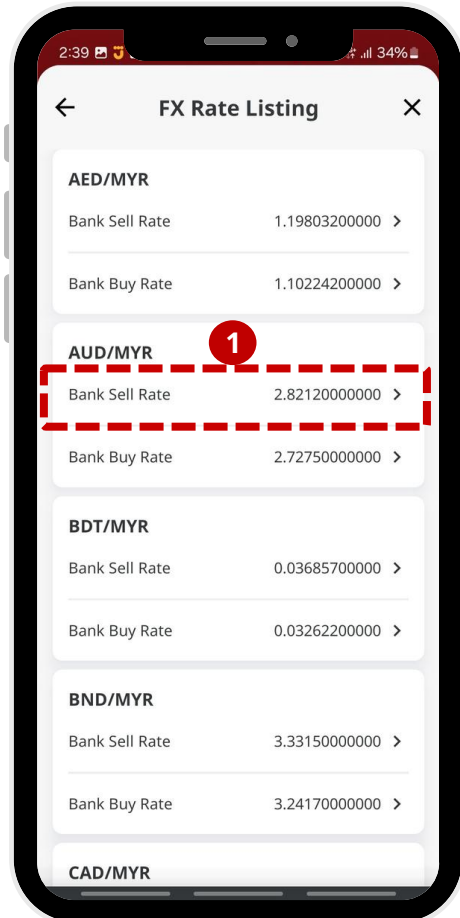 2:39 34%
FX Rate Listing
AED/MYR
Bank Sell Rate 1.19803200000
Bank Buy Rate 1.10224200000
1
AUD/MYR
Bank Sell Rate 2.82120000000
Bank Buy Rate 2.72750000000
BDT/MYR
Bank Sell Rate 0.03685700000
Bank Buy Rate 0.03262200000
BND/MYR
Bank Sell Rate 3.33150000000
Bank Buy Rate 3.24170000000
CAD/MYR